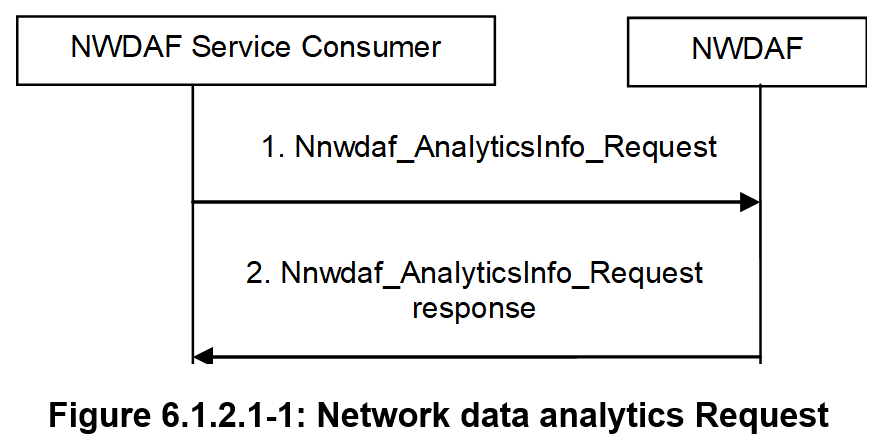 NWDAF Service Consumer
NWDAF
1. Nnwdaf_AnalyticsInfo_Request
2. Nnwdaf_AnalyticsInfo_Request
response
Figure 6.1.2.1-1: Network data analytics Request